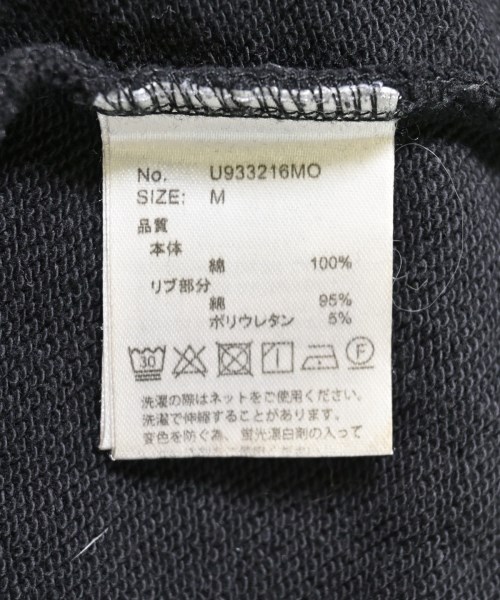 No. U933216MO
SIZE: M
品質
本体
綿 100%
リブ部分
綿 95%
ポリウレタン 5%
30
F
洗濯の際はネットをご使用ください。
洗濯で伸縮することがあります。
変色を防ぐ為、蛍光漂白剤の入って